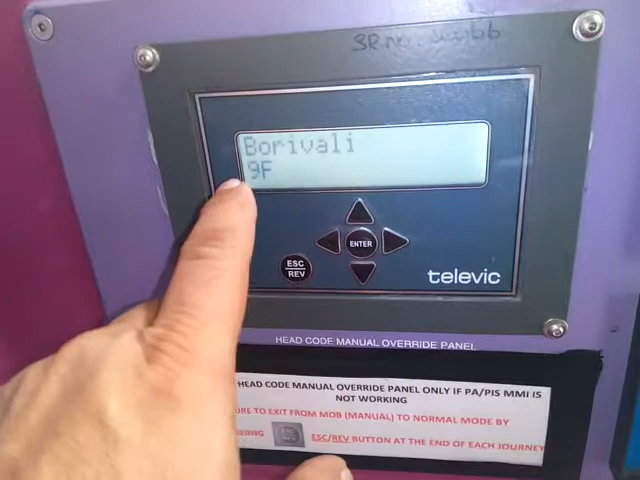 SR no.
Borivali
9F
ENTER
ESC
REV
televic
HEAD CODE MANUAL OVERRIDE PANEL
HEAD CODE MANUAL OVERRIDE PANEL ONLY IF PA/PIS MMI IS
NOT WORKING
URE TO EXIT FROM MOB (MANUAL) TO NORMAL MODE BY
ESC/REV BUTTON AT THE END OF EACH JOURNEY